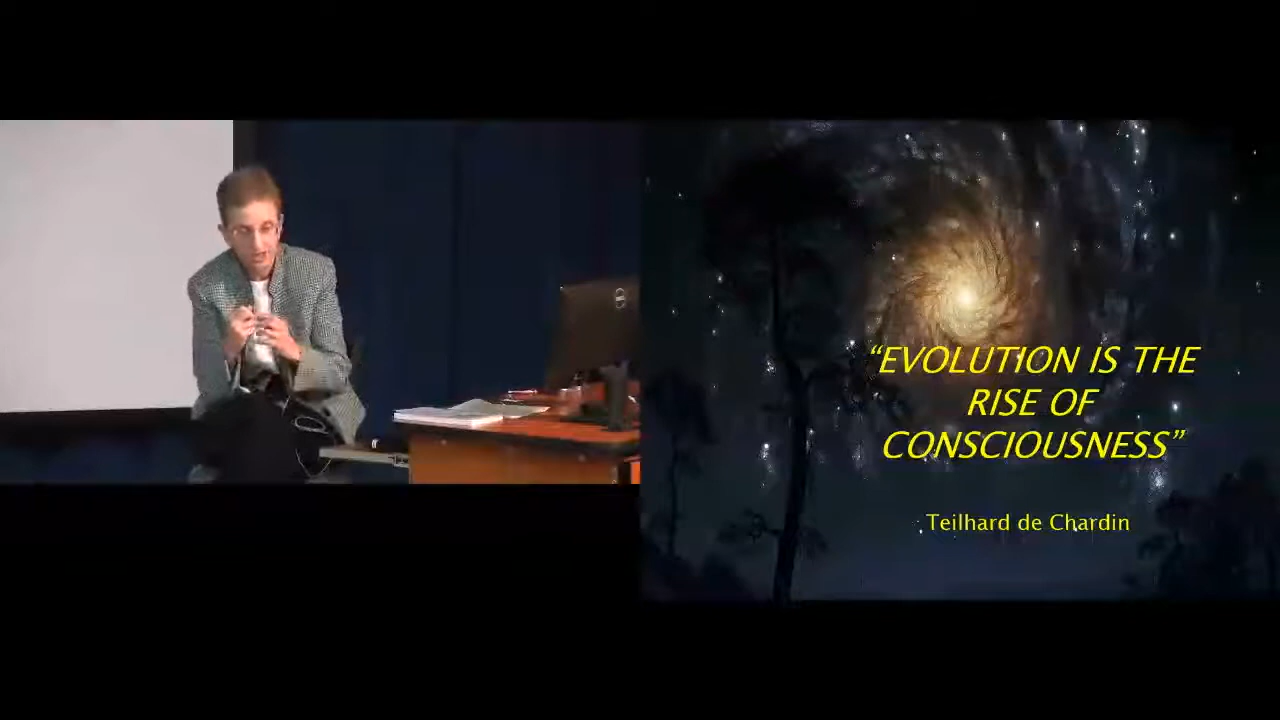 “EVOLUTION IS THE
RISE OF
CONSCIOUSNESS”
Teilhard de Chardin